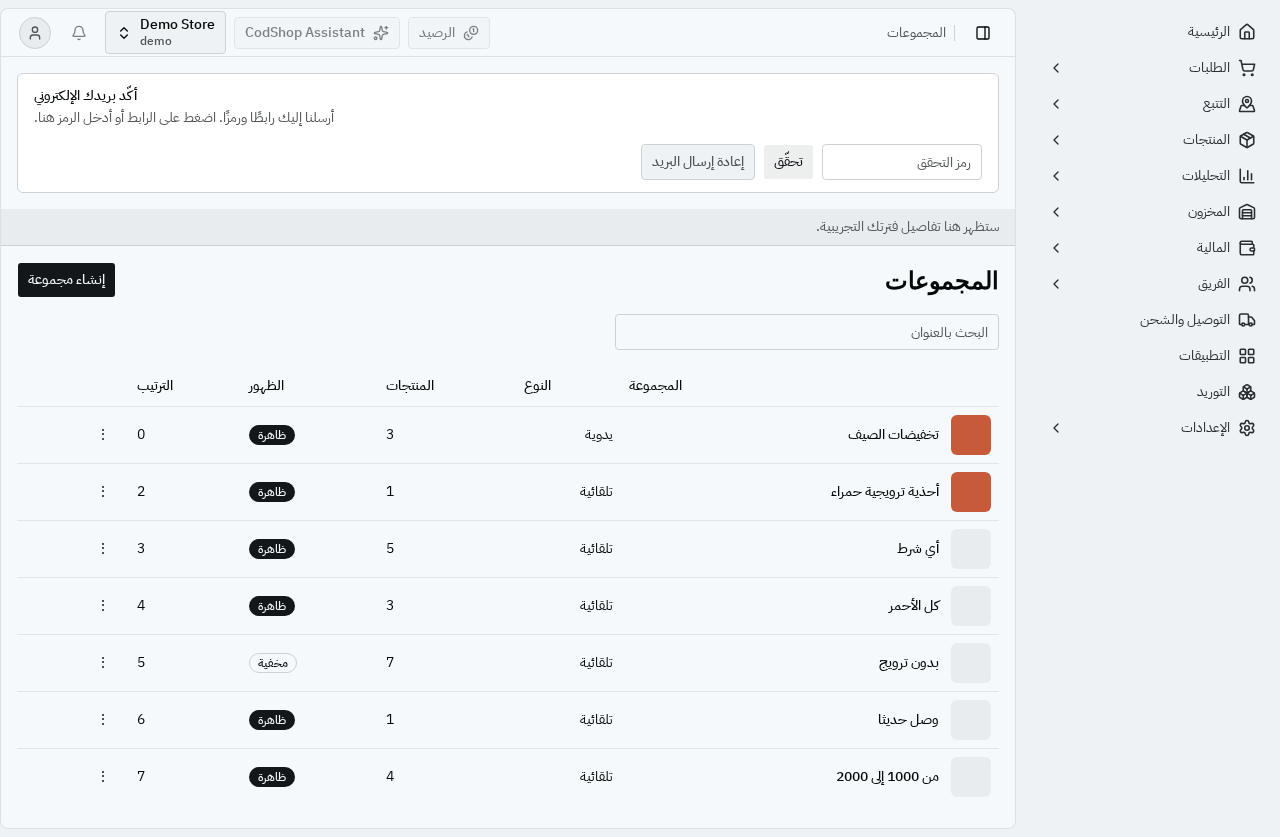 الرئيسية
الطلبات
التتبع
المنتجات
التحليلات
المخزون
المالية
الفريق
التوصيل والشحن
التطبيقات
التوريد
الإعدادات
المجموعات
الرصيد
CodShop Assistant
Demo Store
demo
أكّد بريدك الإلكتروني
أرسلنا إليك رابطًا ورمزًا. اضغط على الرابط أو أدخل الرمز هنا.
رمز التحقق
تحقّق
إعادة إرسال البريد
ستظهر هنا تفاصيل فترتك التجريبية.
المجموعات
إنشاء مجموعة
البحث بالعنوان
المجموعة النوع المنتجات الظهور الترتيب
تخفيضات الصيف يدوية 3 ظاهرة 0
أحذية ترويجية حمراء تلقائية 1 ظاهرة 2
أي شرط تلقائية 5 ظاهرة 3
كل الأحمر تلقائية 3 ظاهرة 4
بدون ترويج تلقائية 7 مخفية 5
وصل حديثا تلقائية 1 ظاهرة 6
من 1000 إلى 2000 تلقائية 4 ظاهرة 7